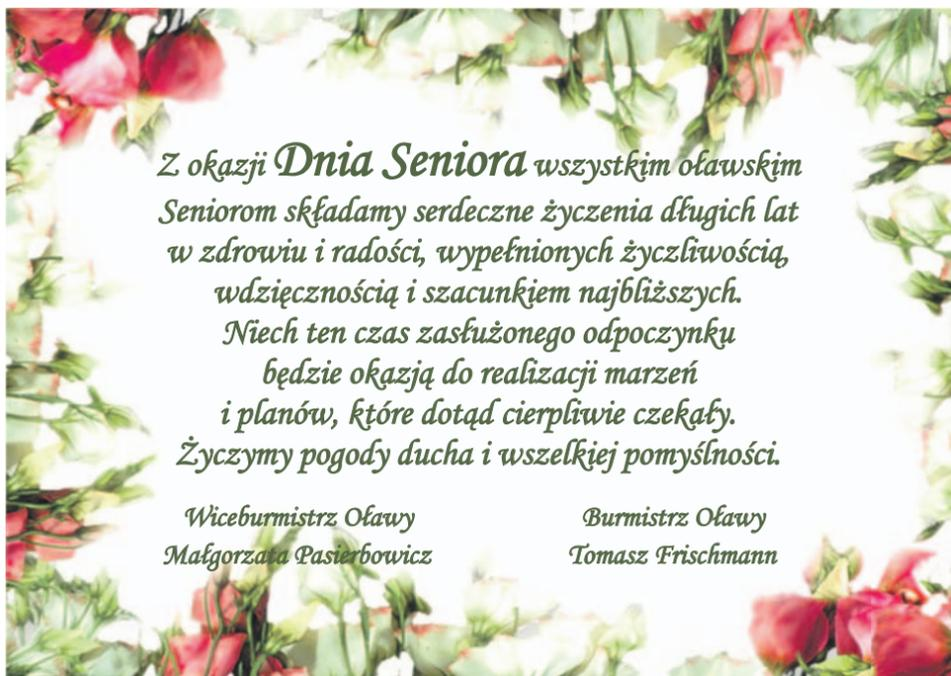 Z okazji Dnia Seniora wszystkim oławskim
Seniorom składamy serdeczne życzenia długich lat
w zdrowiu i radości, wypełnionych życzliwością,
wdzięcznością i szacunkiem najbliższych.
Niech ten czas zasłużonego odpoczynku
będzie okazją do realizacji marzeń
i planów, które dotąd cierpliwie czekały.
Życzymy pogody ducha i wszelkiej pomyślności.
Wiceburmistrz Oławy
Małgorzata Pasierbowicz
Burmistrz Oławy
Tomasz Frischmann